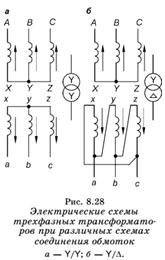 а
б
A B C
A B C
X Y Z
X Y Z
x y z
x y z
Y
Y
Y
Δ
a b c
a b c
Рис. 8.28
Электрические схемы
трехфазных трансформато-
ров при различных схемах
соединения обмоток
а — Y/Y; б — Y/Δ.